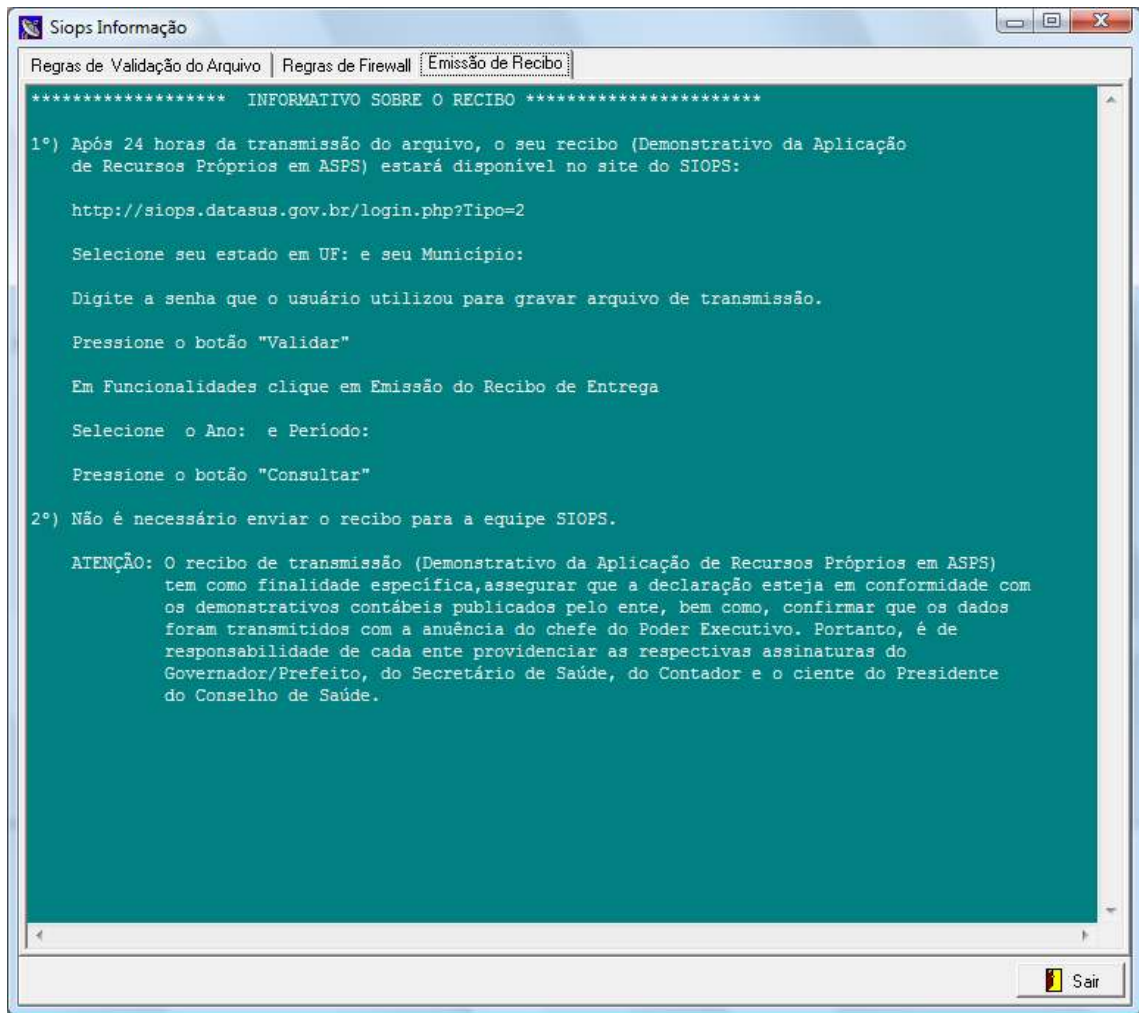 Siops Informação
Regras de Validação do Arquivo
Regras de Firewall
Emissão de Recibo
******************* INFORMATIVO SOBRE O RECIBO ***********************
1º) Após 24 horas da transmissão do arquivo, o seu recibo (Demonstrativo da Aplicação
de Recursos Próprios em ASPS) estará disponível no site do SIOPS:
http://siops.datasus.gov.br/login.php?Tipo=2
Selecione seu estado em UF: e seu Município:
Digite a senha que o usuário utilizou para gravar arquivo de transmissão.
Pressione o botão "Validar"
Em Funcionalidades clique em Emissão do Recibo de Entrega
Selecione  o Ano:  e Período:
Pressione o botão "Consultar"
2º) Não é necessário enviar o recibo para a equipe SIOPS.
ATENÇÃO: O recibo de transmissão (Demonstrativo da Aplicação de Recursos Próprios em ASPS)
tem como finalidade específica,assegurar que a declaração esteja em conformidade com
os demonstrativos contábeis publicados pelo ente, bem como, confirmar que os dados
foram transmitidos com a anuência do chefe do Poder Executivo. Portanto, é de
responsabilidade de cada ente providenciar as respectivas assinaturas do
Governador/Prefeito, do Secretário de Saúde, do Contador e o ciente do Presidente
do Conselho de Saúde.
Sair